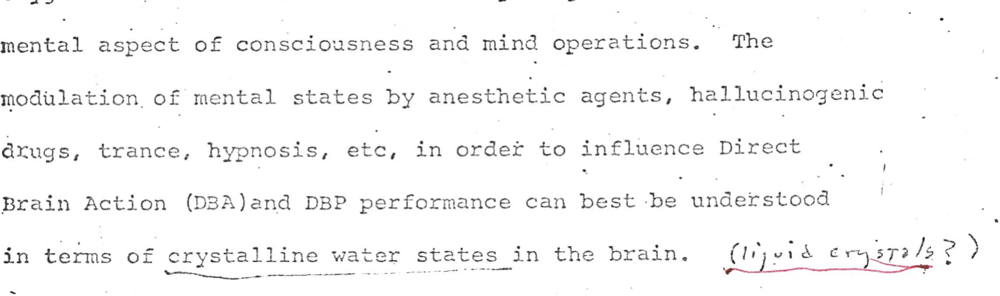 mental aspect of consciousness and mind operations. The
modulation of mental states by anesthetic agents, hallucinogenic
drugs, trance, hypnosis, etc, in order to influence Direct
Brain Action (DBA)and DBP performance can best be understood
in terms of crystalline water states in the brain. (liquid crystals?)